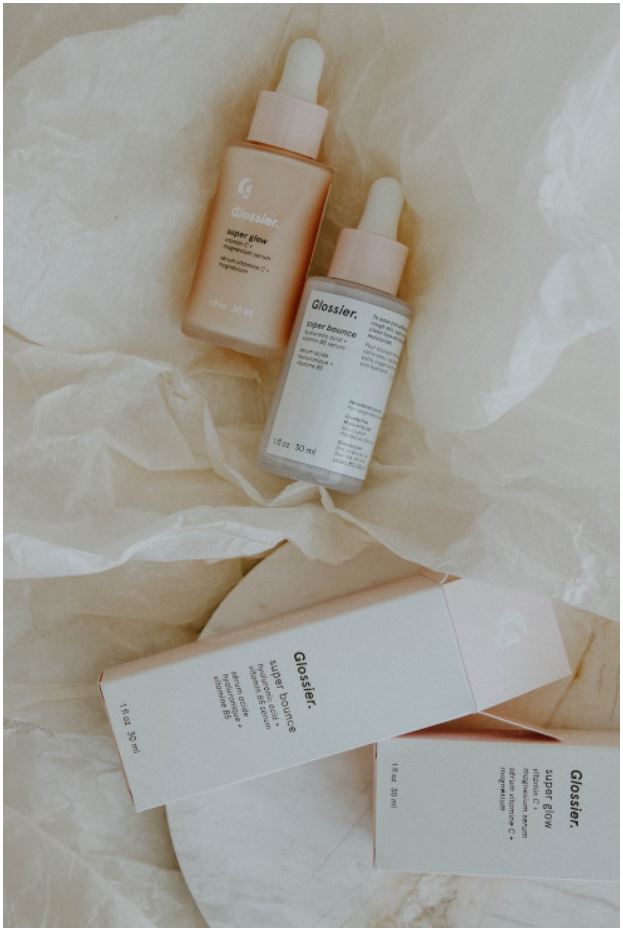 G
Glossier.
super glow
vitamin C +
magnesium serum
sérum vitamine C +
magnésium
1 fl oz 30 ml
Glossier.
super bounce
hyaluronic acid +
vitamin B5 serum
sérum acide
hyaluronique +
vitamine B5
1 fl oz 30 ml
G
Glossier.
super bounce
hyaluronic acid +
vitamin B5 serum
sérum acide
hyaluronique +
vitamine B5
1 fl oz 30 ml
Glossier.
super glow
vitamin C +
magnesium serum
sérum vitamine C +
magnésium
1 fl oz 30 ml